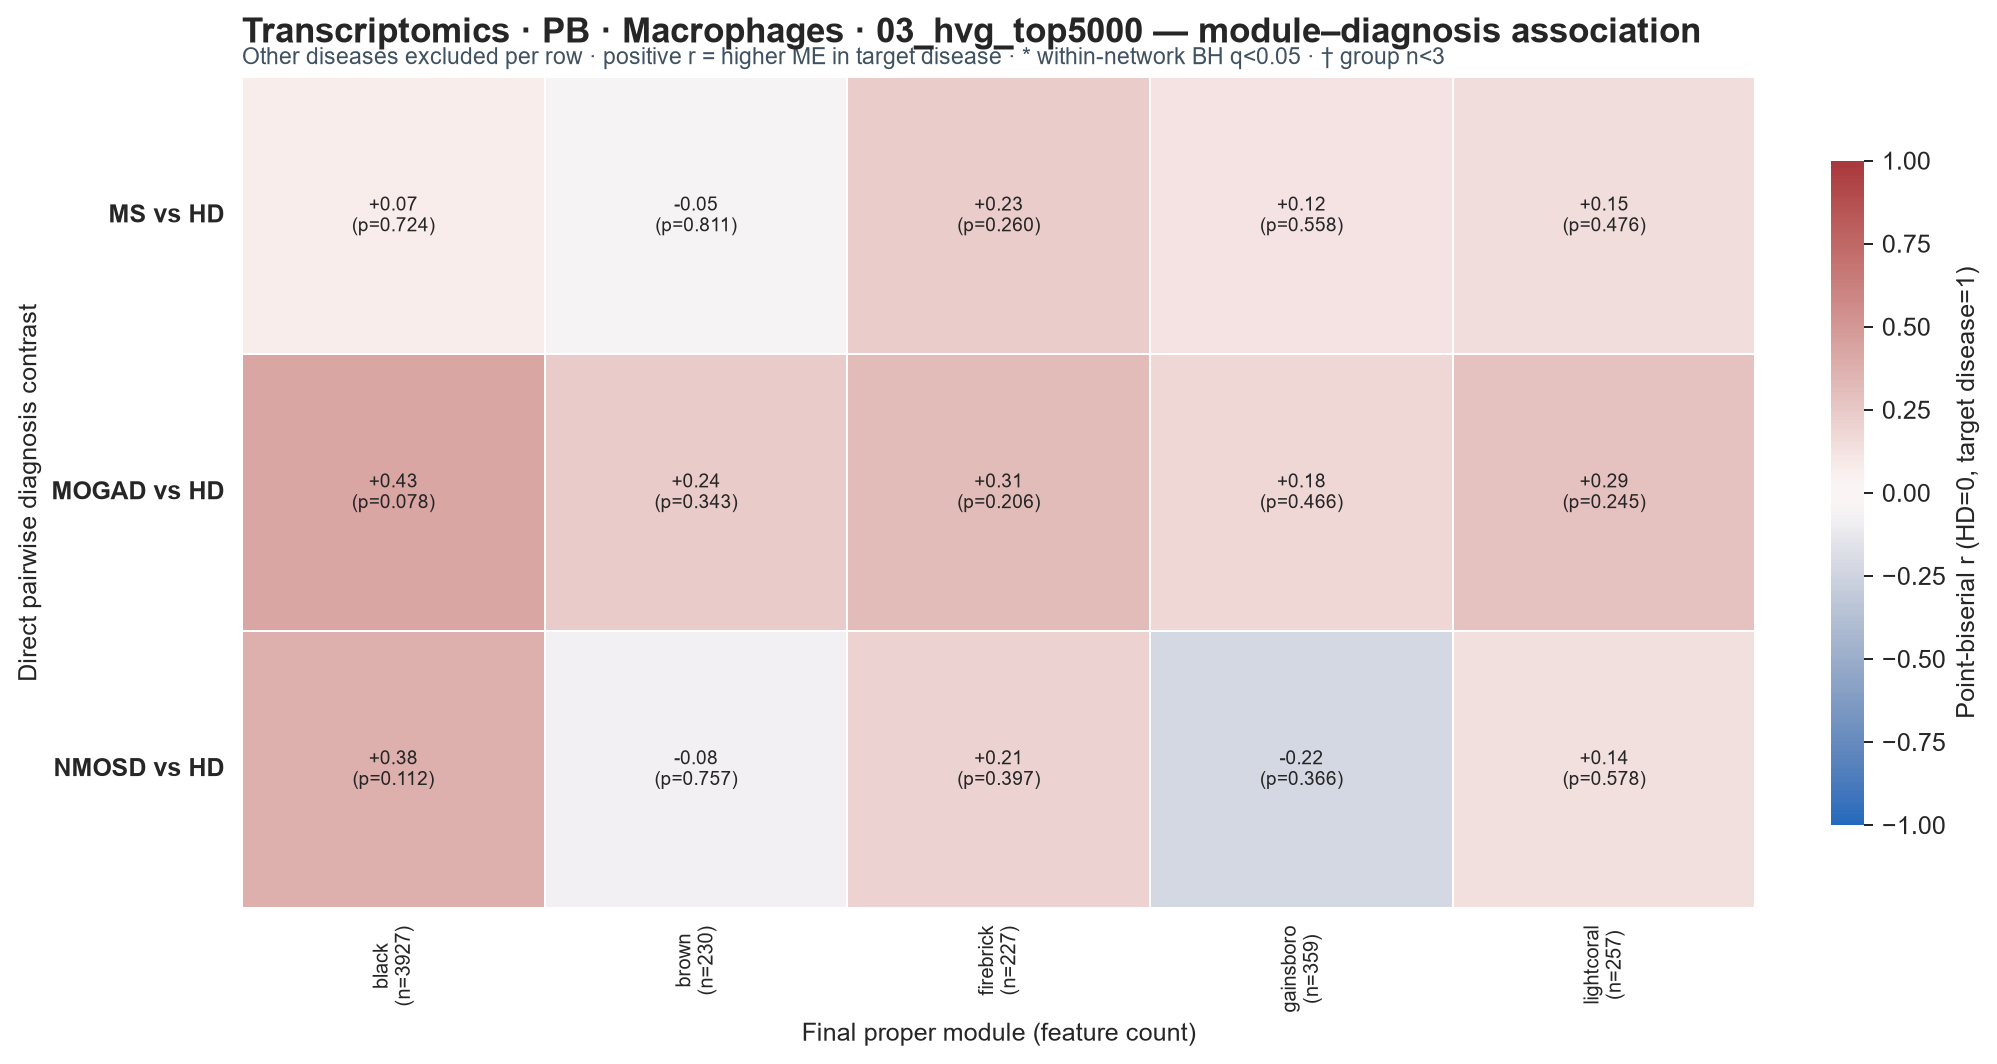 Transcriptomics · PB · Macrophages · 03_hvg_top5000 — module–diagnosis association
Other diseases excluded per row · positive r = higher ME in target disease · * within-network BH q<0.05 · † group n<3
Direct pairwise diagnosis contrast
MS vs HD
+0.07
(p=0.724)
-0.05
(p=0.811)
+0.23
(p=0.260)
+0.12
(p=0.558)
+0.15
(p=0.476)
MOGAD vs HD
+0.43
(p=0.078)
+0.24
(p=0.343)
+0.31
(p=0.206)
+0.18
(p=0.466)
+0.29
(p=0.245)
NMOSD vs HD
+0.38
(p=0.112)
-0.08
(p=0.757)
+0.21
(p=0.397)
-0.22
(p=0.366)
+0.14
(p=0.578)
black
(n=3927)
brown
(n=230)
firebrick
(n=227)
gainsboro
(n=359)
lightcoral
(n=257)
Final proper module (feature count)
1.00
0.75
0.50
0.25
0.00
−0.25
−0.50
−0.75
−1.00
Point-biserial r (HD=0, target disease=1)